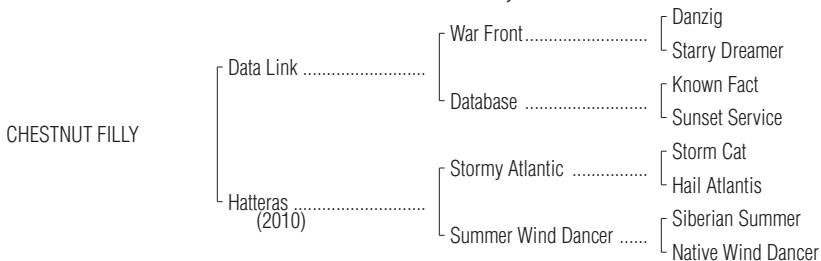 Danzig
War Front..............................
Starry Dreamer
Data Link ..........................
Known Fact
Database ..............................
Sunset Service
CHESTNUT FILLY
Storm Cat
Stormy Atlantic ..................
Hail Atlantis
Hatteras ............................
(2010)
Siberian Summer
Summer Wind Dancer ......
Native Wind Dancer